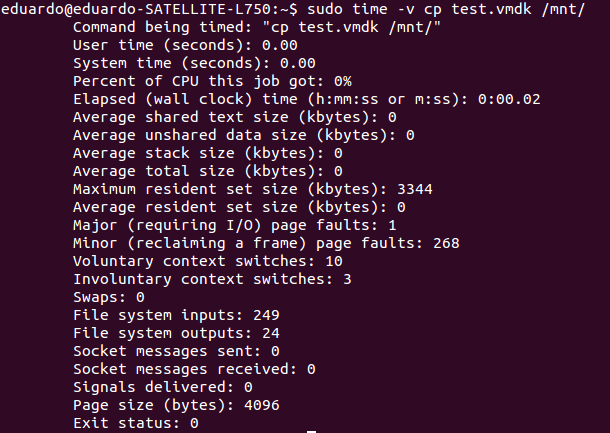 eduardo@eduardo-SATELLITE-L750:~$ sudo time -v cp test.vmdk /mnt/
Command being timed: "cp test.vmdk /mnt/"
User time (seconds): 0.00
System time (seconds): 0.00
Percent of CPU this job got: 0%
Elapsed (wall clock) time (h:mm:ss or m:ss): 0:00.02
Average shared text size (kbytes): 0
Average unshared data size (kbytes): 0
Average stack size (kbytes): 0
Average total size (kbytes): 0
Maximum resident set size (kbytes): 3344
Average resident set size (kbytes): 0
Major (requiring I/O) page faults: 1
Minor (reclaiming a frame) page faults: 268
Voluntary context switches: 10
Involuntary context switches: 3
Swaps: 0
File system inputs: 249
File system outputs: 24
Socket messages sent: 0
Socket messages received: 0
Signals delivered: 0
Page size (bytes): 4096
Exit status: 0